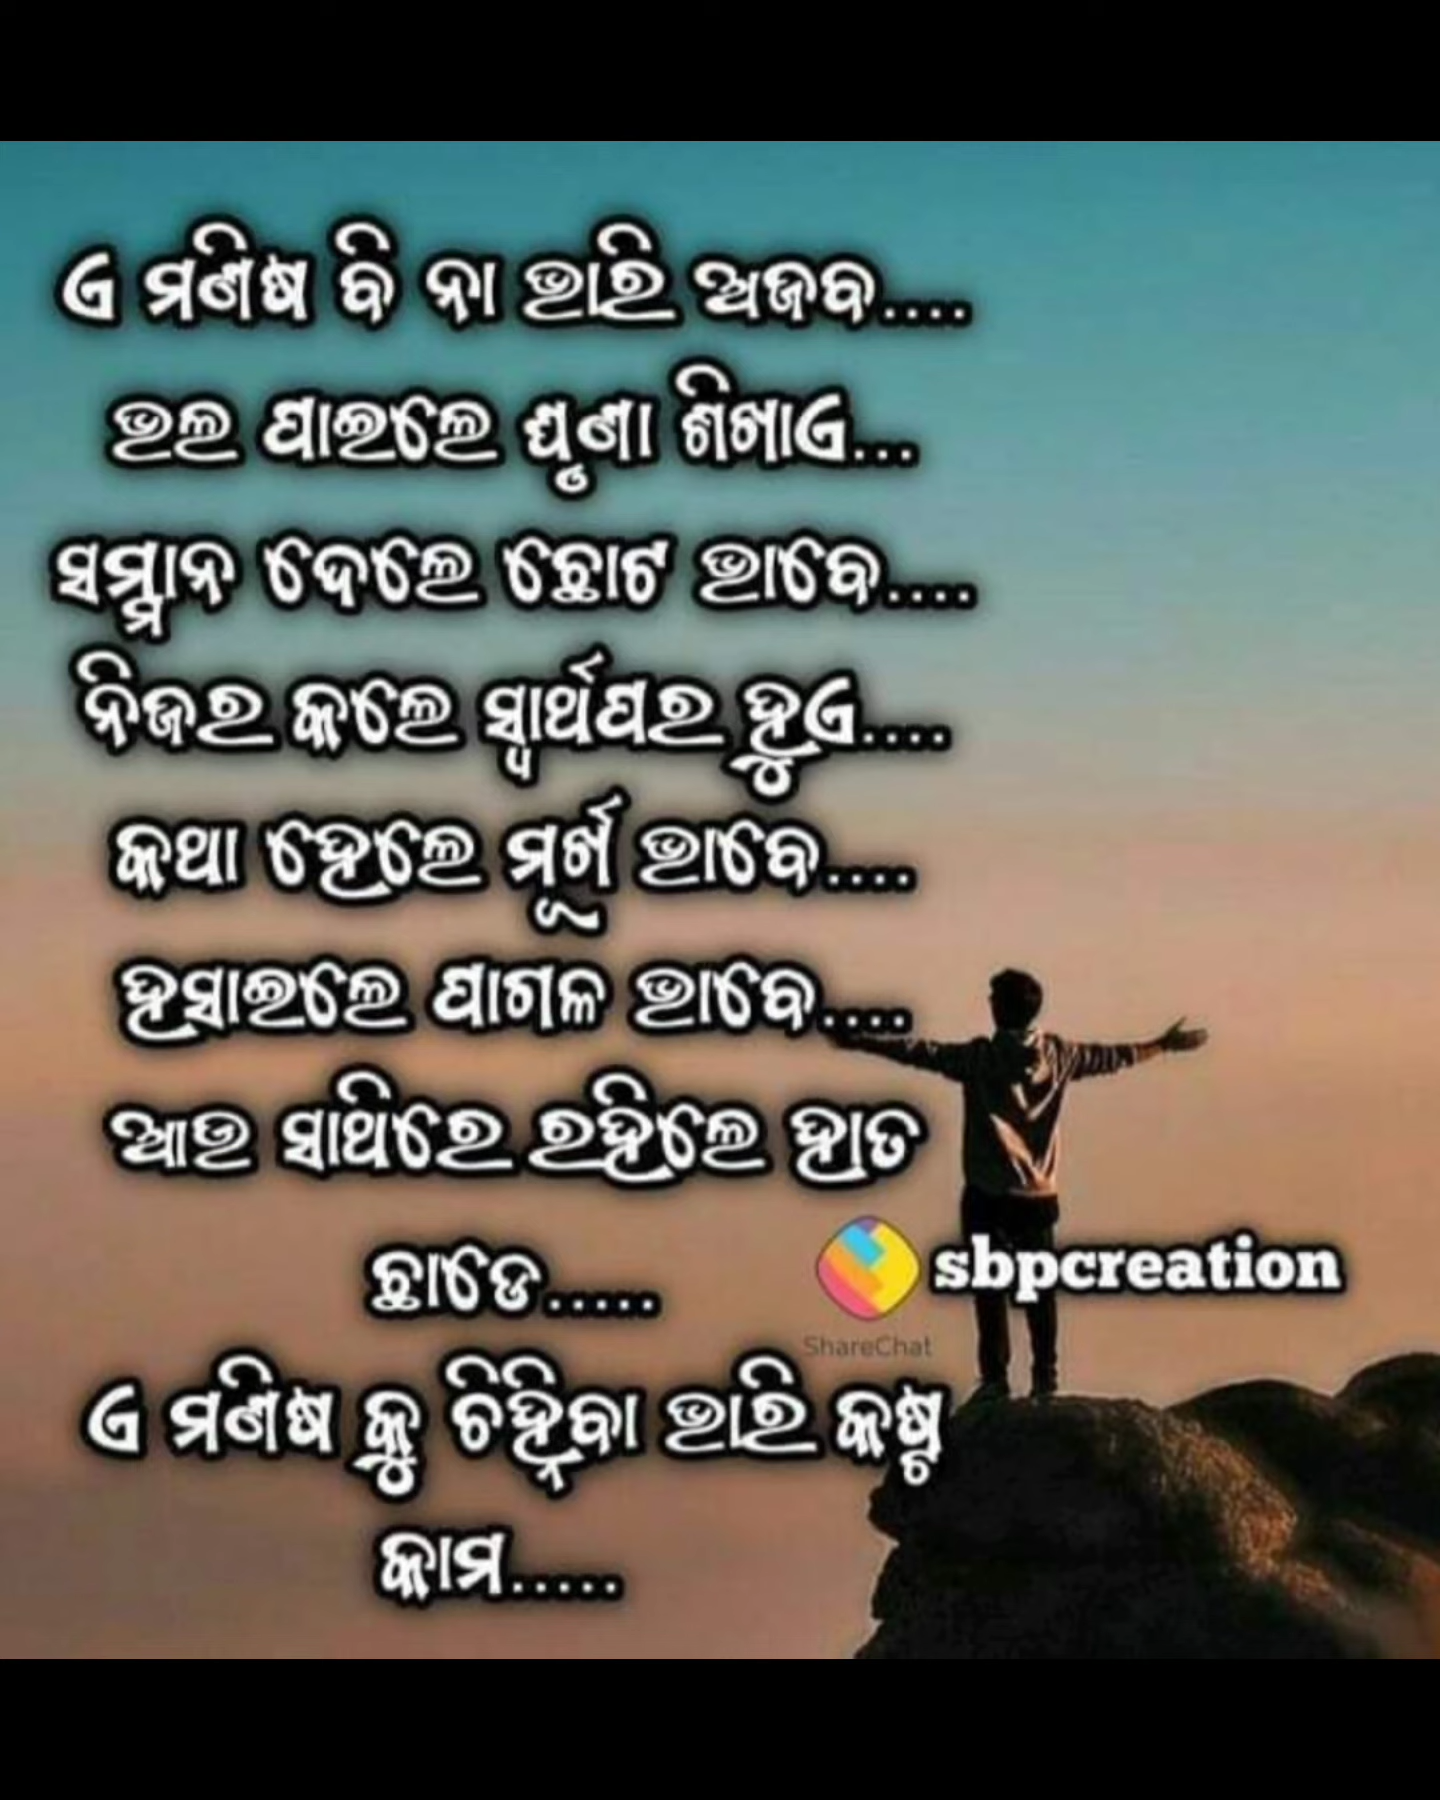 ଏ ମଣିଷ ବି ନା ଭାରି ଅଜବ....
ଭଲ ପାଇଲେ ଘୃଣା ଶିଖାଏ...
ସମ୍ମାନ ଦେଲେ ଛୋଟ ଭାବେ....
ନିଜର କଲେ ସ୍ୱାର୍ଥପର ହୁଏ....
କଥା ହେଲେ ମୂର୍ଖ ଭାବେ....
ହସାଇଲେ ପାଗଳ ଭାବେ....
ଆଉ ସାଥିରେ ରହିଲେ ହାତ
ଛାଡେ.....
sbpcreation
ShareChat
ଏ ମଣିଷ କୁ ଚିହ୍ନିବା ଭାରି କଷ୍ଟ
କାମ.....